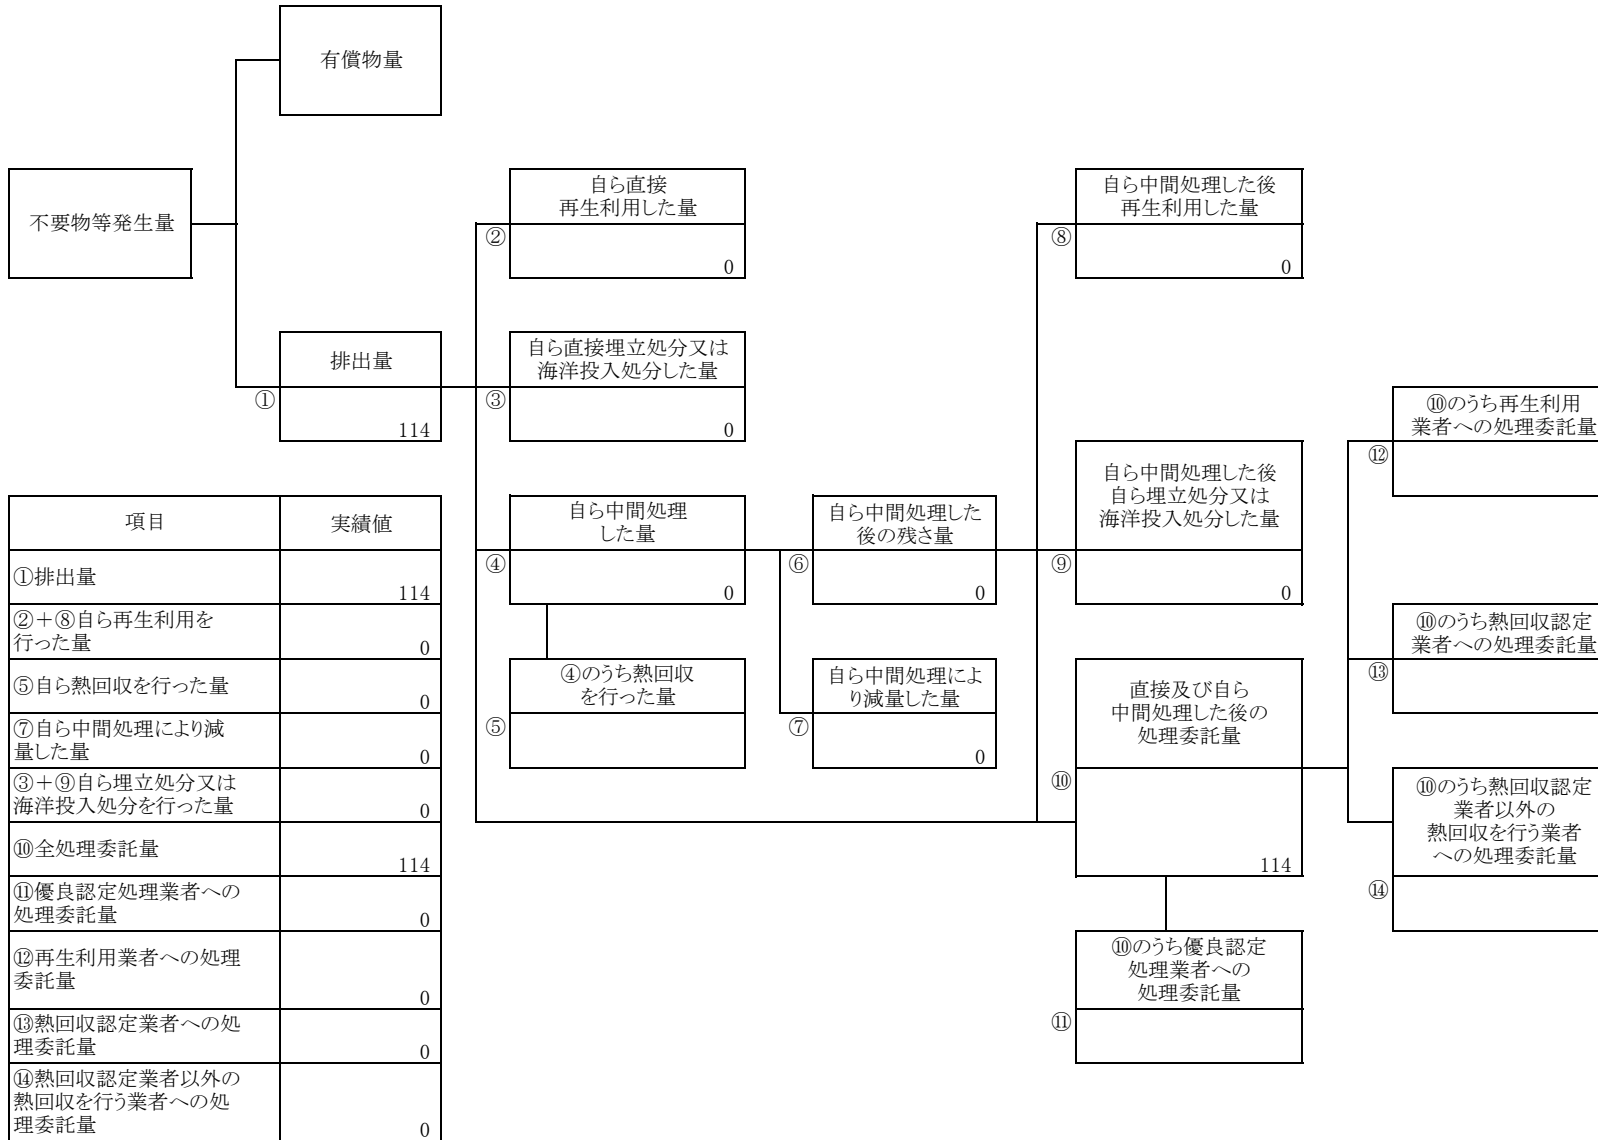 有償物量
不要物等発生量
自ら直接
再生利用した量
②
0
自ら中間処理した後
再生利用した量
⑧
0
排出量
①
114
自ら直接埋立処分又は
海洋投入処分した量
③
0
⑩のうち再生利用
業者への処理委託量
⑫
自ら中間処理
した量
④
0
自ら中間処理した
後の残さ量
⑥
0
自ら中間処理した後
自ら埋立処分又は
海洋投入処分した量
⑨
0
⑩のうち熱回収認定
業者への処理委託量
⑬
④のうち熱回収
を行った量
⑤
自ら中間処理によ
り減量した量
⑦
0
直接及び自ら
中間処理した後の
処理委託量
⑩
114
⑩のうち熱回収認定
業者以外の
熱回収を行う業者
への処理委託量
⑭
⑩のうち優良認定
処理業者への
処理委託量
⑪
項目 実績値
①排出量
114
②+⑧自ら再生利用を
行った量
0
⑤自ら熱回収を行った量
0
⑦自ら中間処理により減
量した量
0
③+⑨自ら埋立処分又は
海洋投入処分を行った量
0
⑩全処理委託量
114
⑪優良認定処理業者への
処理委託量
0
⑫再生利用業者への処理
委託量
0
⑬熱回収認定業者への処
理委託量
0
⑭熱回収認定業者以外の
熱回収を行う業者への処
理委託量
0